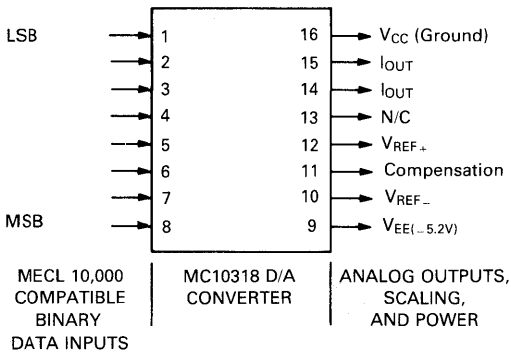 LSB 1 16 VCC (Ground)
2 15 IOUT
3 14 IOUT
4 13 N/C
5 12 VREF+
6 11 Compensation
7 10 VREF−
MSB 8 9 VEE(−5.2V)
MECL 10,000
COMPATIBLE
BINARY
DATA INPUTS
MC10318 D/A
CONVERTER
ANALOG OUTPUTS,
SCALING,
AND POWER